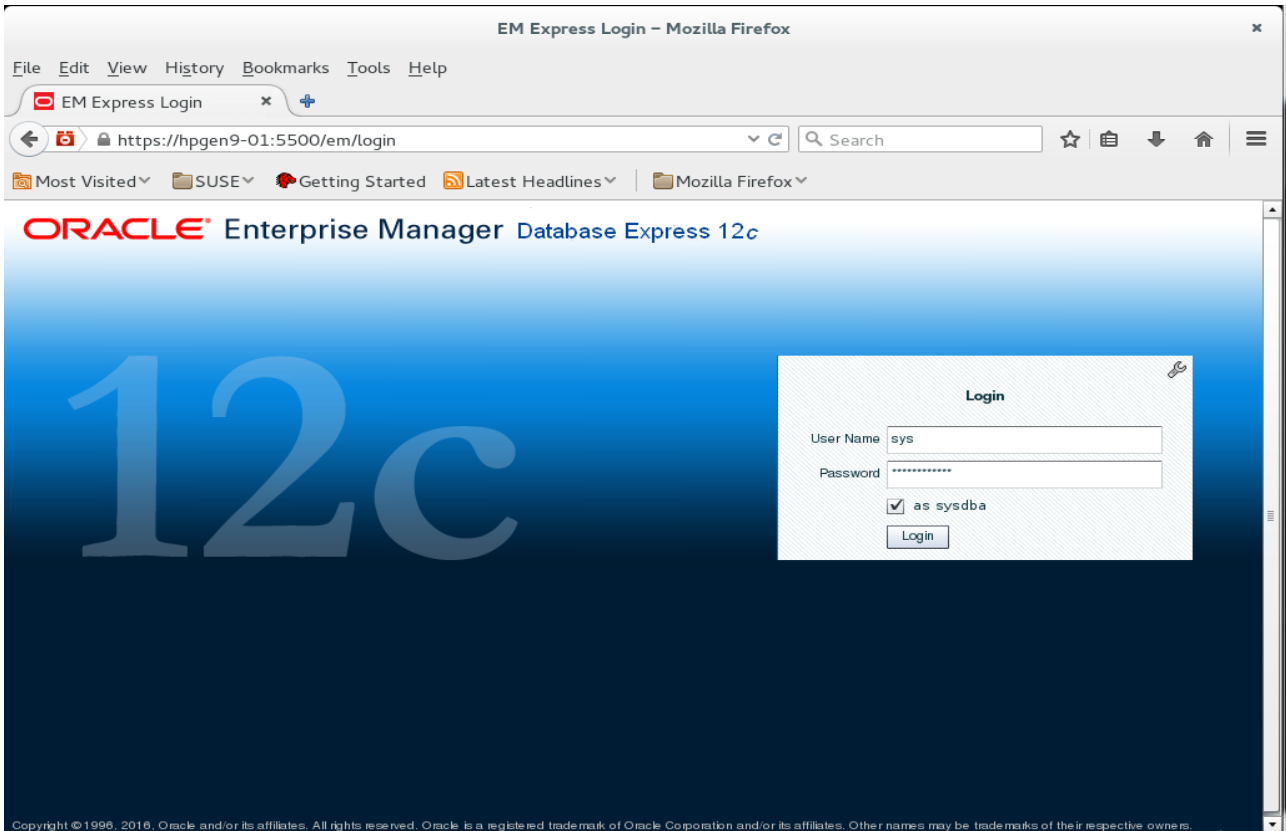 EM Express Login – Mozilla Firefox
File Edit View History Bookmarks Tools Help
EM Express Login
https://hpgen9-01:5500/em/login
Search
Most Visited SUSE Getting Started Latest Headlines Mozilla Firefox
ORACLE Enterprise Manager Database Express 12c
12c
Login
User Name sys
Password ************
as sysdba
Login
Copyright © 1996, 2016, Oracle and/or its affiliates. All rights reserved. Oracle is a registered trademark of Oracle Corporation and/or its affiliates. Other names may be trademarks of their respective owners.